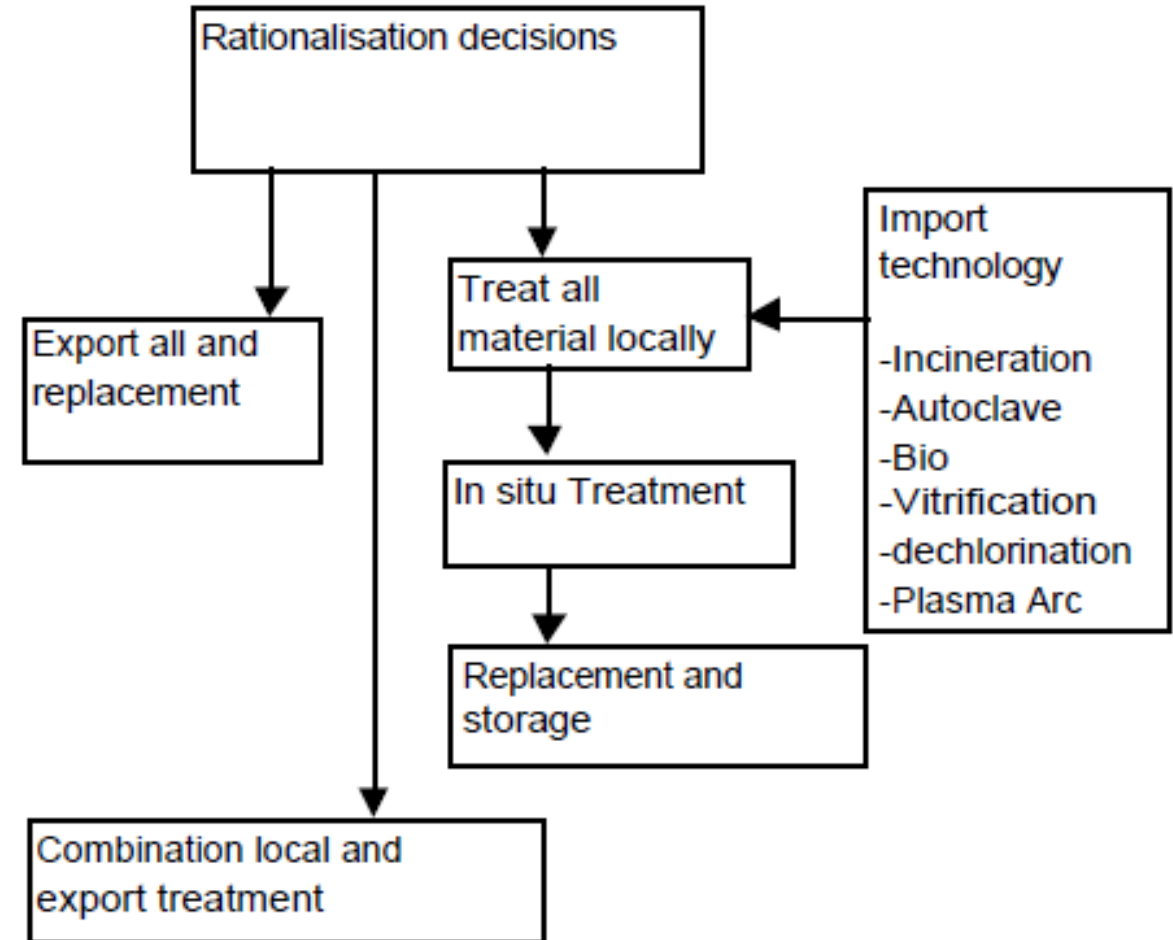 Rationalisation decisions
Export all and
replacement
Treat all
material locally
In situ Treatment
Replacement and
storage
Combination local and
export treatment
Import
technology
-Incineration
-Autoclave
-Bio
-Vitrification
-dechlorination
-Plasma Arc